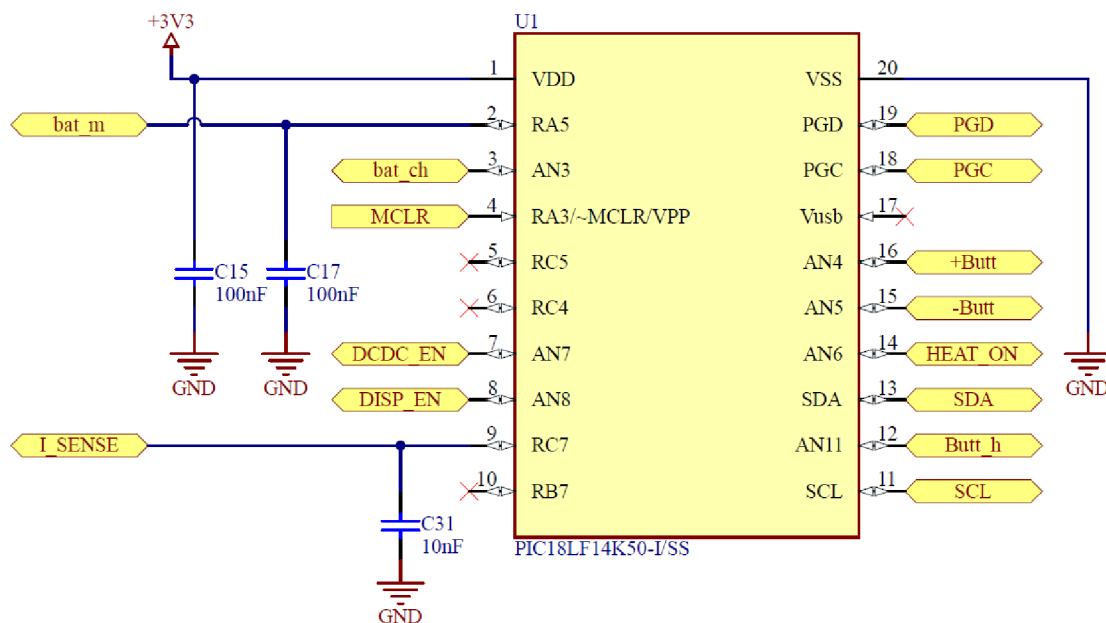 +3V3
U1
1 VDD VSS 20
bat_m 2 RA5 PGD 19 PGD
bat_ch 3 AN3 PGC 18 PGC
MCLR 4 RA3/~MCLR/VPP Vusb 17
5 RC5 AN4 16 +Butt
C15 C17
100nF 100nF
6 RC4 AN5 15 -Butt
DCDC_EN 7 AN7 AN6 14 HEAT_ON
GND GND GND
DISP_EN 8 AN8 SDA 13 SDA
I_SENSE 9 RC7 AN11 12 Butt_h
10 RB7 SCL 11 SCL
C31
10nF
PIC18LF14K50-I/SS
GND